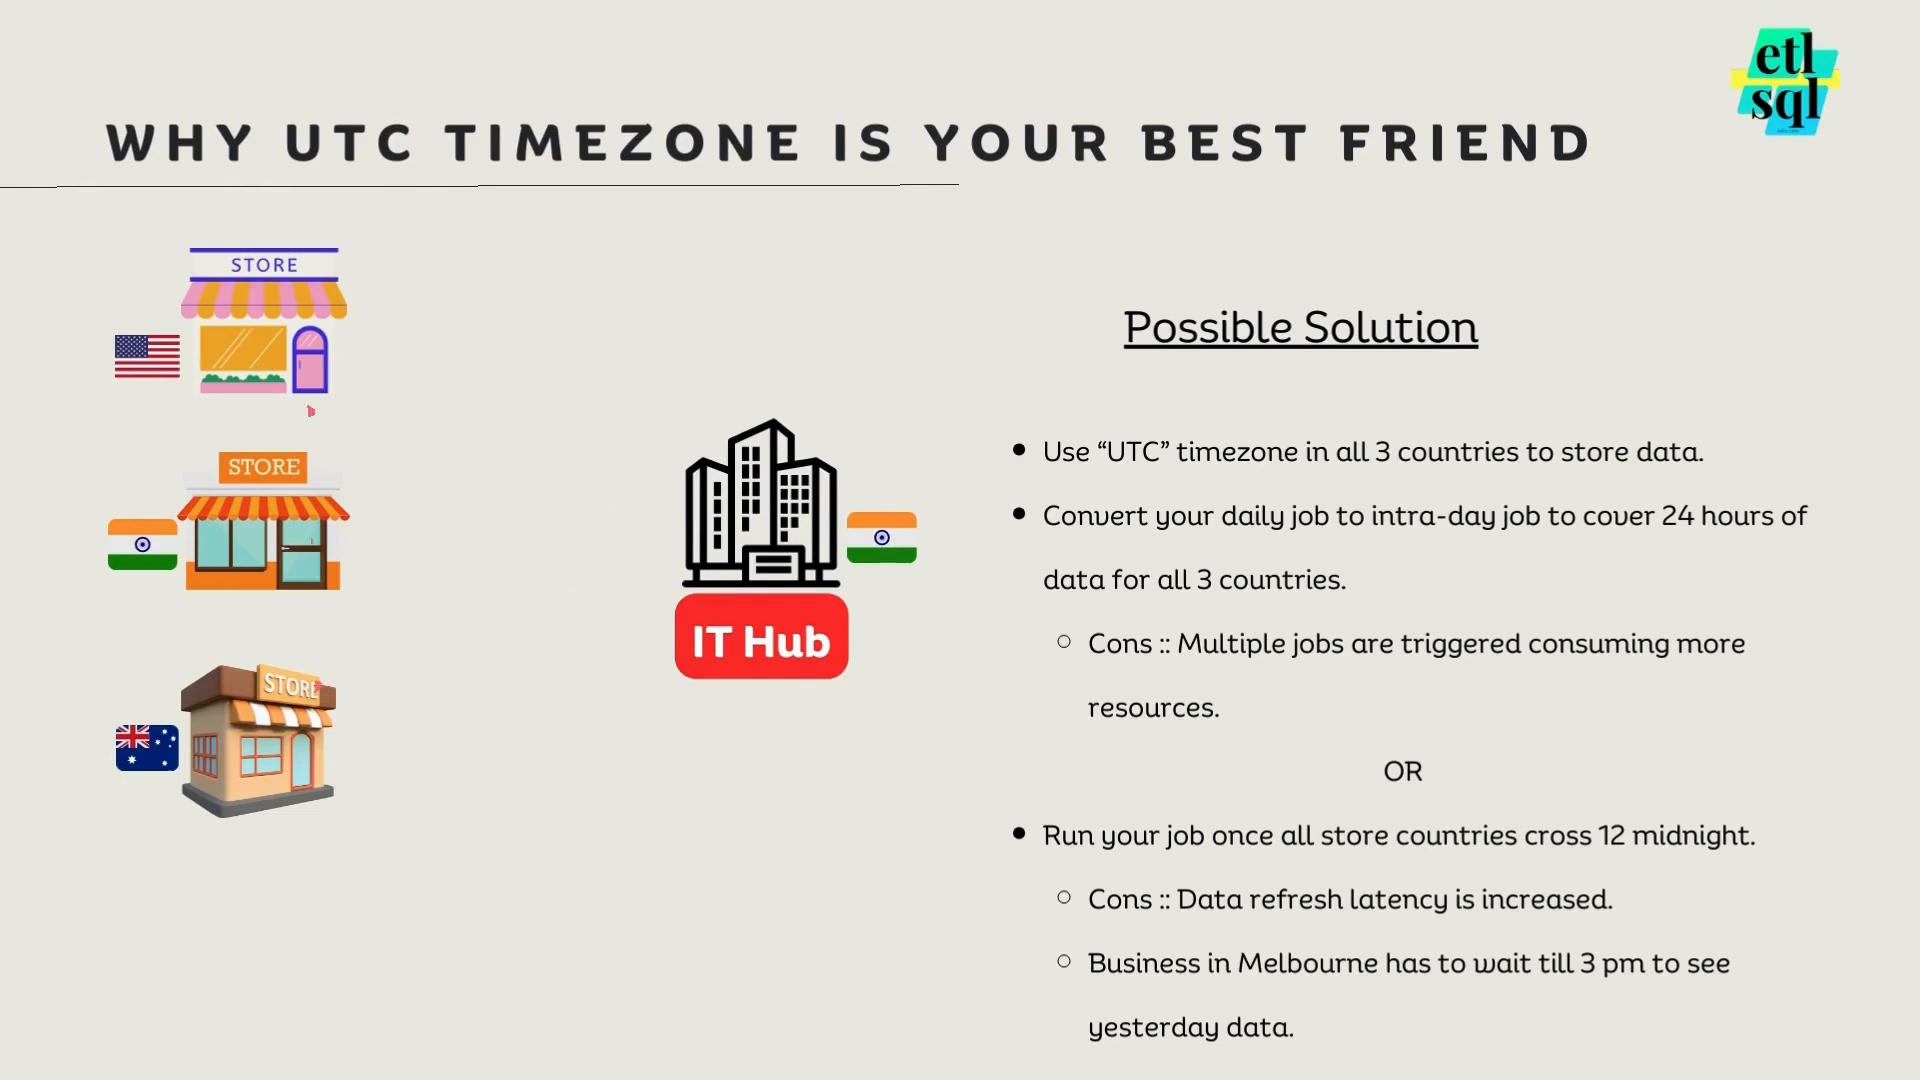 etl
sql
WHY UTC TIMEZONE IS YOUR BEST FRIEND
STORE
Possible Solution
STORE
Use “UTC” timezone in all 3 countries to store data.
Convert your daily job to intra-day job to cover 24 hours of
data for all 3 countries.
IT Hub
Cons :: Multiple jobs are triggered consuming more
resources.
STORE
OR
Run your job once all store countries cross 12 midnight.
Cons :: Data refresh latency is increased.
Business in Melbourne has to wait till 3 pm to see
yesterday data.